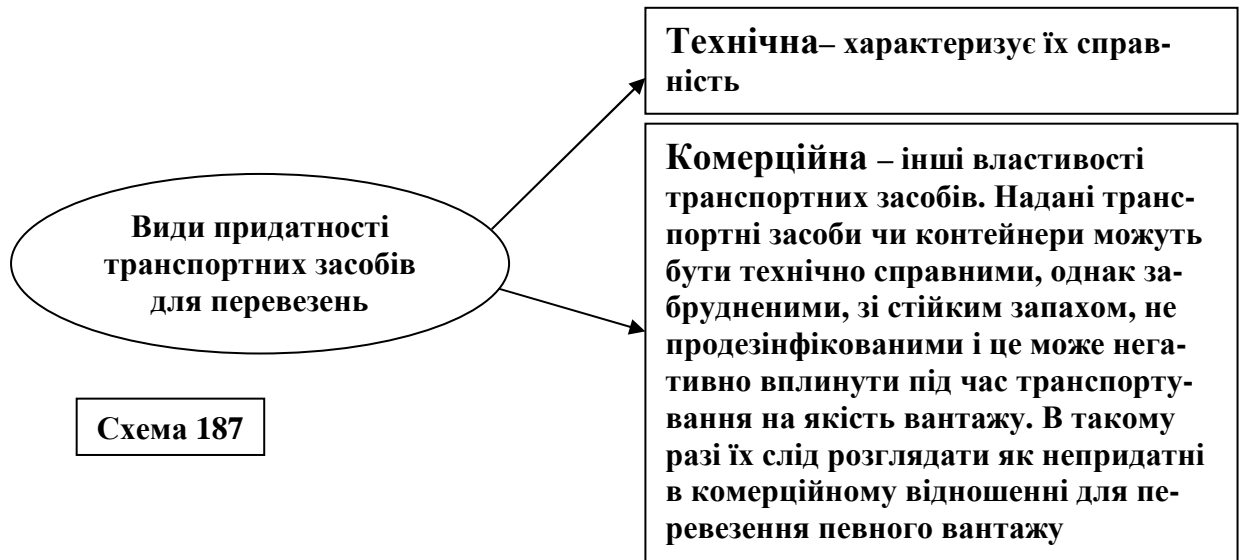 Технічна– характеризує їх справ-
ність
Комерційна – інші властивості
транспортних засобів. Надані транс-
портні засоби чи контейнери можуть
бути технічно справними, однак за-
брудненими, зі стійким запахом, не
продезінфікованими і це може нега-
тивно вплинути під час транспорту-
вання на якість вантажу. В такому
разі їх слід розглядати як непридатні
в комерційному відношенні для пе-
ревезення певного вантажу
Види придатності
транспортних засобів
для перевезень
Схема 187